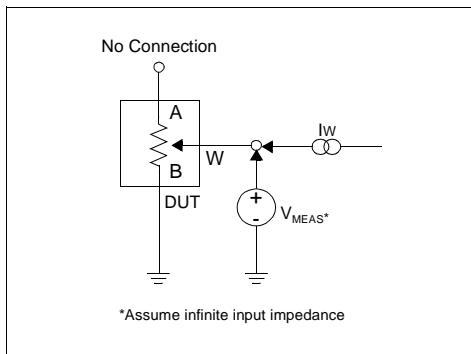 No Connection
A
W
B
DUT
IW
+
-
VMEAS*
*Assume infinite input impedance